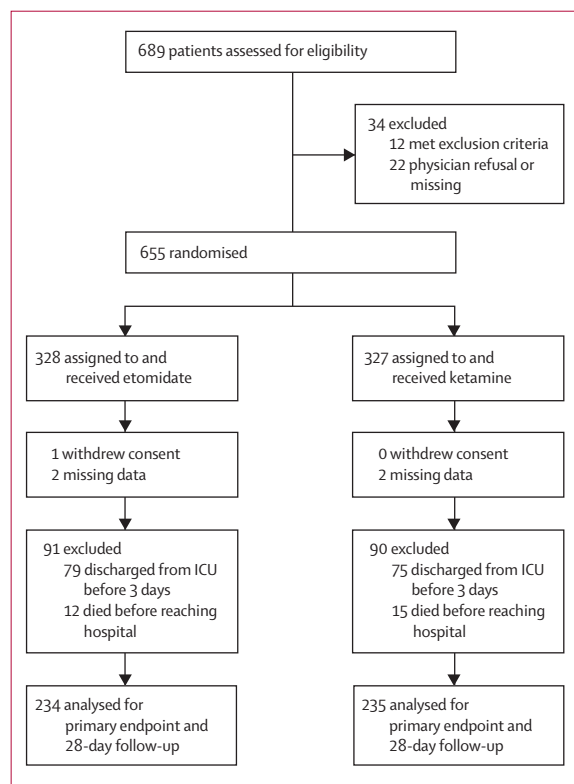 689 patients assessed for eligibility
34 excluded
12 met exclusion criteria
22 physician refusal or
missing
655 randomised
328 assigned to and
received etomidate
327 assigned to and
received ketamine
1 withdrew consent
2 missing data
0 withdrew consent
2 missing data
91 excluded
79 discharged from ICU
before 3 days
12 died before reaching
hospital
90 excluded
75 discharged from ICU
before 3 days
15 died before reaching
hospital
234 analysed for
primary endpoint and
28-day follow-up
235 analysed for
primary endpoint and
28-day follow-up